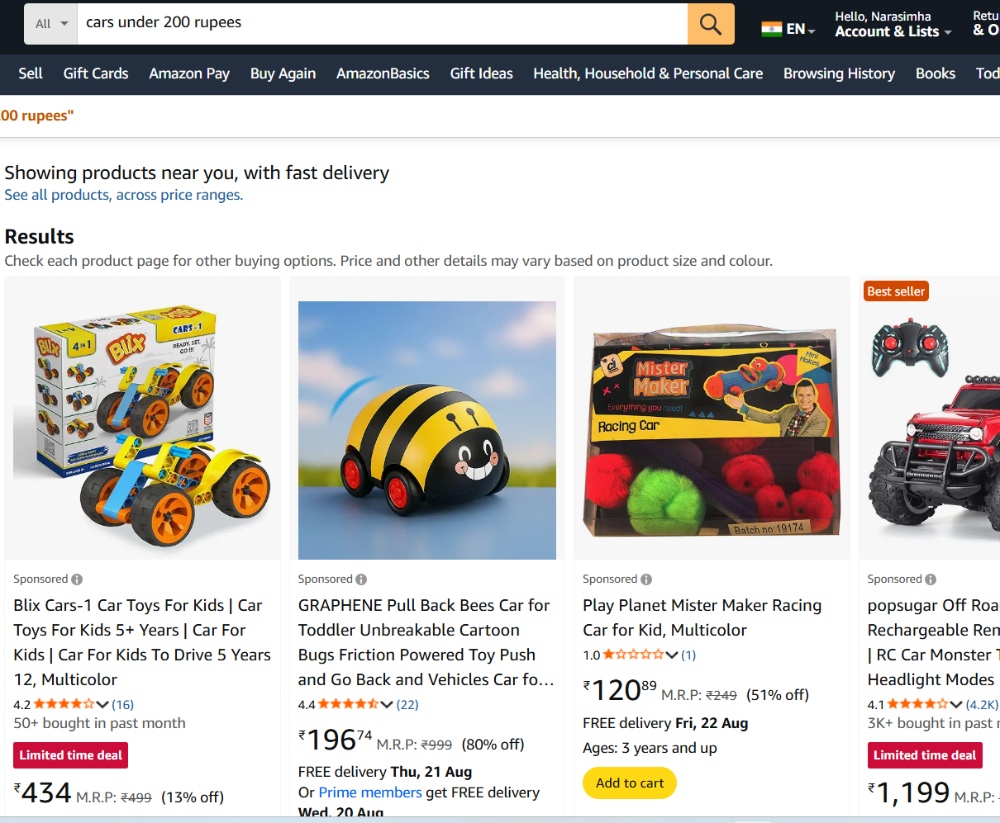 All
cars under 200 rupees
EN
Hello, Narasimha
Account & Lists
Retu
& O
Sell Gift Cards Amazon Pay Buy Again AmazonBasics Gift Ideas Health, Household & Personal Care Browsing History Books Tod
00 rupees"
Showing products near you, with fast delivery
See all products, across price ranges.
Results
Check each product page for other buying options. Price and other details may vary based on product size and colour.
4 IN 1
Blix
CARS-1
READY. SET.
GO !!!
Sponsored
Blix Cars-1 Car Toys For Kids | Car
Toys For Kids 5+ Years | Car For
Kids | Car For Kids To Drive 5 Years
12, Multicolor
4.2 (16)
50+ bought in past month
Limited time deal
₹434 M.R.P: ₹499 (13% off)
Sponsored
GRAPHENE Pull Back Bees Car for
Toddler Unbreakable Cartoon
Bugs Friction Powered Toy Push
and Go Back and Vehicles Car fo...
4.4 (22)
₹196 74 M.R.P: ₹999 (80% off)
FREE delivery Thu, 21 Aug
Or Prime members get FREE delivery
Wed, 20 Aug
Mister
Maker
Mini
Makes
Everything you need!
Racing Car
Batch no:19174
Sponsored
Play Planet Mister Maker Racing
Car for Kid, Multicolor
1.0 (1)
₹120 89 M.R.P: ₹249 (51% off)
FREE delivery Fri, 22 Aug
Ages: 3 years and up
Add to cart
Best seller
Sponsored
popsugar Off Roa
Rechargeable Rem
| RC Car Monster T
Headlight Modes
4.1 (4.2K)
3K+ bought in past
Limited time deal
₹1,199 M.R.P: